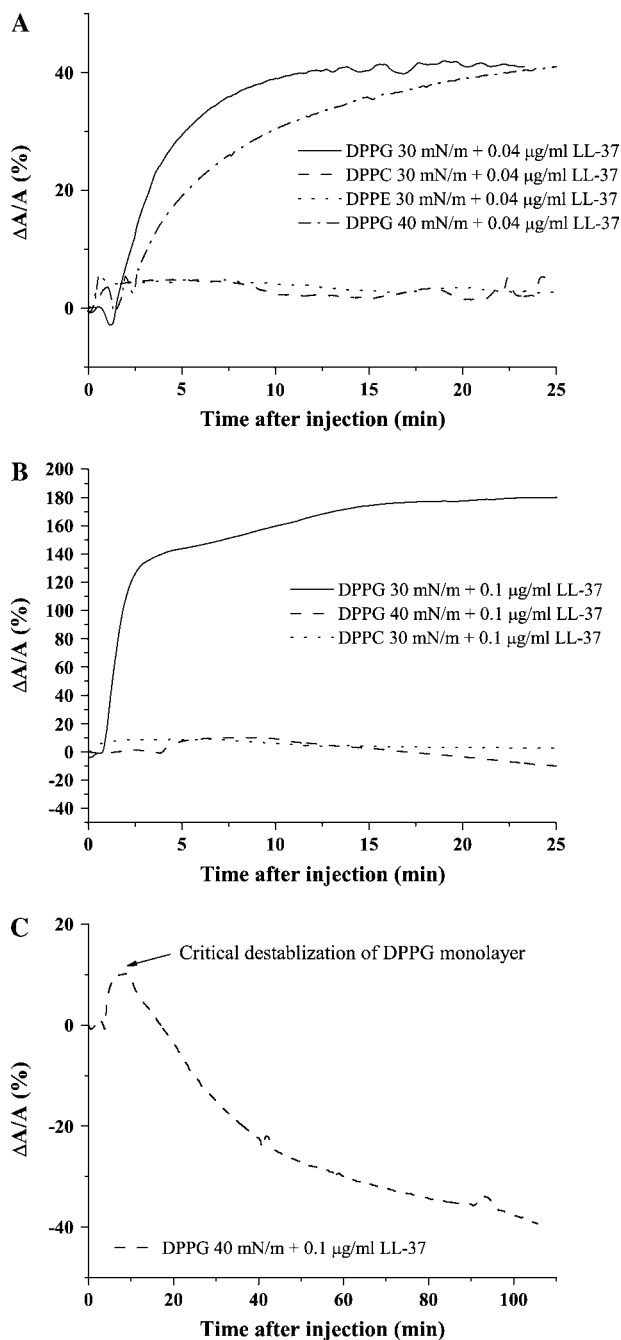 A
40
20
0
ΔA/A (%)
DPPG 30 mN/m + 0.04 μg/ml LL-37
DPPC 30 mN/m + 0.04 μg/ml LL-37
DPPE 30 mN/m + 0.04 μg/ml LL-37
DPPG 40 mN/m + 0.04 μg/ml LL-37
0 5 10 15 20 25
Time after injection (min)
B
200
180
160
140
120
100
80
60
40
20
0
-20
-40
ΔA/A (%)
DPPG 30 mN/m + 0.1 μg/ml LL-37
DPPG 40 mN/m + 0.1 μg/ml LL-37
DPPC 30 mN/m + 0.1 μg/ml LL-37
0 5 10 15 20 25
Time after injection (min)
C
20
0
-20
-40
ΔA/A (%)
Critical destablization of DPPG monolayer
DPPG 40 mN/m + 0.1 μg/ml LL-37
0 20 40 60 80 100
Time after injection (min)